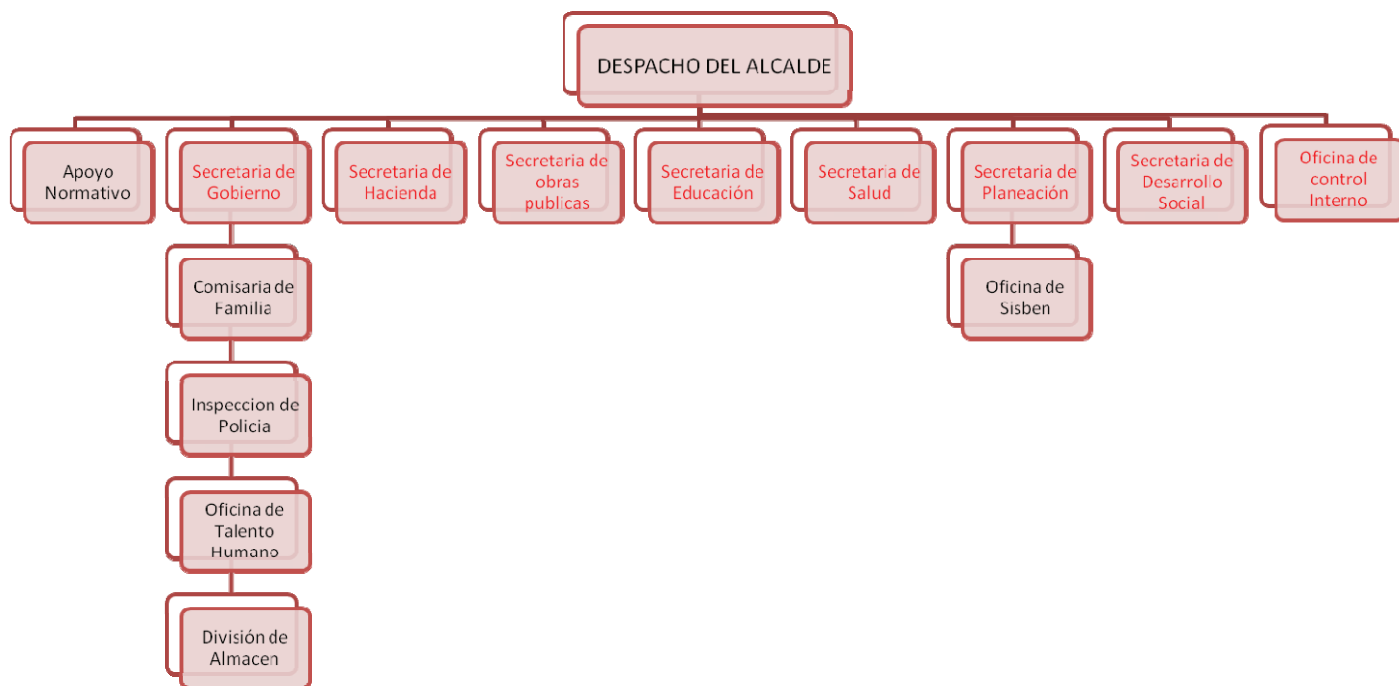 DESPACHO DEL ALCALDE
Apoyo
Normativo
Secretaria de
Gobierno
Secretaria de
Hacienda
Secretaria de
obras
publicas
Secretaria de
Educación
Secretaria de
Salud
Secretaria de
Planeación
Secretaria de
Desarrollo
Social
Oficina de
control
Interno
Comisaria de
Familia
Oficina de
Sisben
Inspeccion de
Policia
Oficina de
Talento
Humano
División de
Almacen